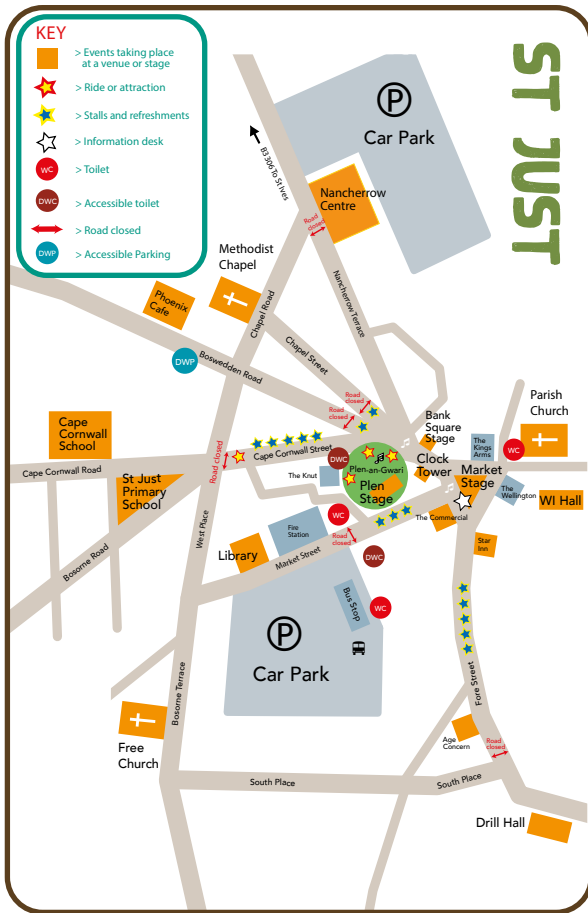 KEY
> Events taking place
at a venue or stage
> Ride or attraction
> Stalls and refreshments
> Information desk
WC
> Toilet
DWC
> Accessible toilet
> Road closed
DWP
> Accessible Parking
ST JUST
P
Car Park
B3306 To St Ives
Nancherrow
Centre
Road
closed
Methodist
Chapel
Nancherrow Terrace
Chapel Road
Phoenix
Cafe
Chapel Street
DWP
Boswedden Road
Road
closed
Road
closed
Bank
Square
Stage
Parish
Church
Cape
Cornwall
School
Road closed
Cape Cornwall Street
DWC
Plen-an-Gwari
Plen
Stage
Clock
Tower
The
Kings
Arms
WC
Market
Stage
Cape Cornwall Road
St Just
Primary
School
The Knut
The
Wellington
WI Hall
WC
The Commercial
West Place
Fire
Station
Road
closed
Star
Inn
Library
Market Street
DWC
Bosorne Road
Bus Stop
WC
P
Car Park
Fore Street
Bosorne Terrace
Free
Church
Age
Concern
Road
closed
South Place
South Place
Drill Hall